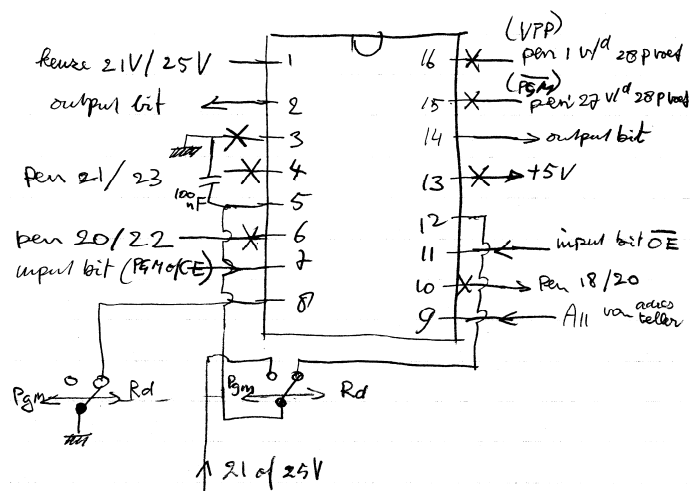 keuze 21V/25V
output bit
pen 21/23
100 nF
pen 20/22
input bit (PGM o/CE)
1
2
3
4
5
6
7
8
(VPP)
16 pen 1 v/d 28 p voet
(PGM)
15 pen 27 v/d 28 p voet
14 output bit
13 +5V
12
11 input bit OE
10 pen 18/20
9 A11 van adres teller
Pgm Rd
Pgm Rd
21 of 25V